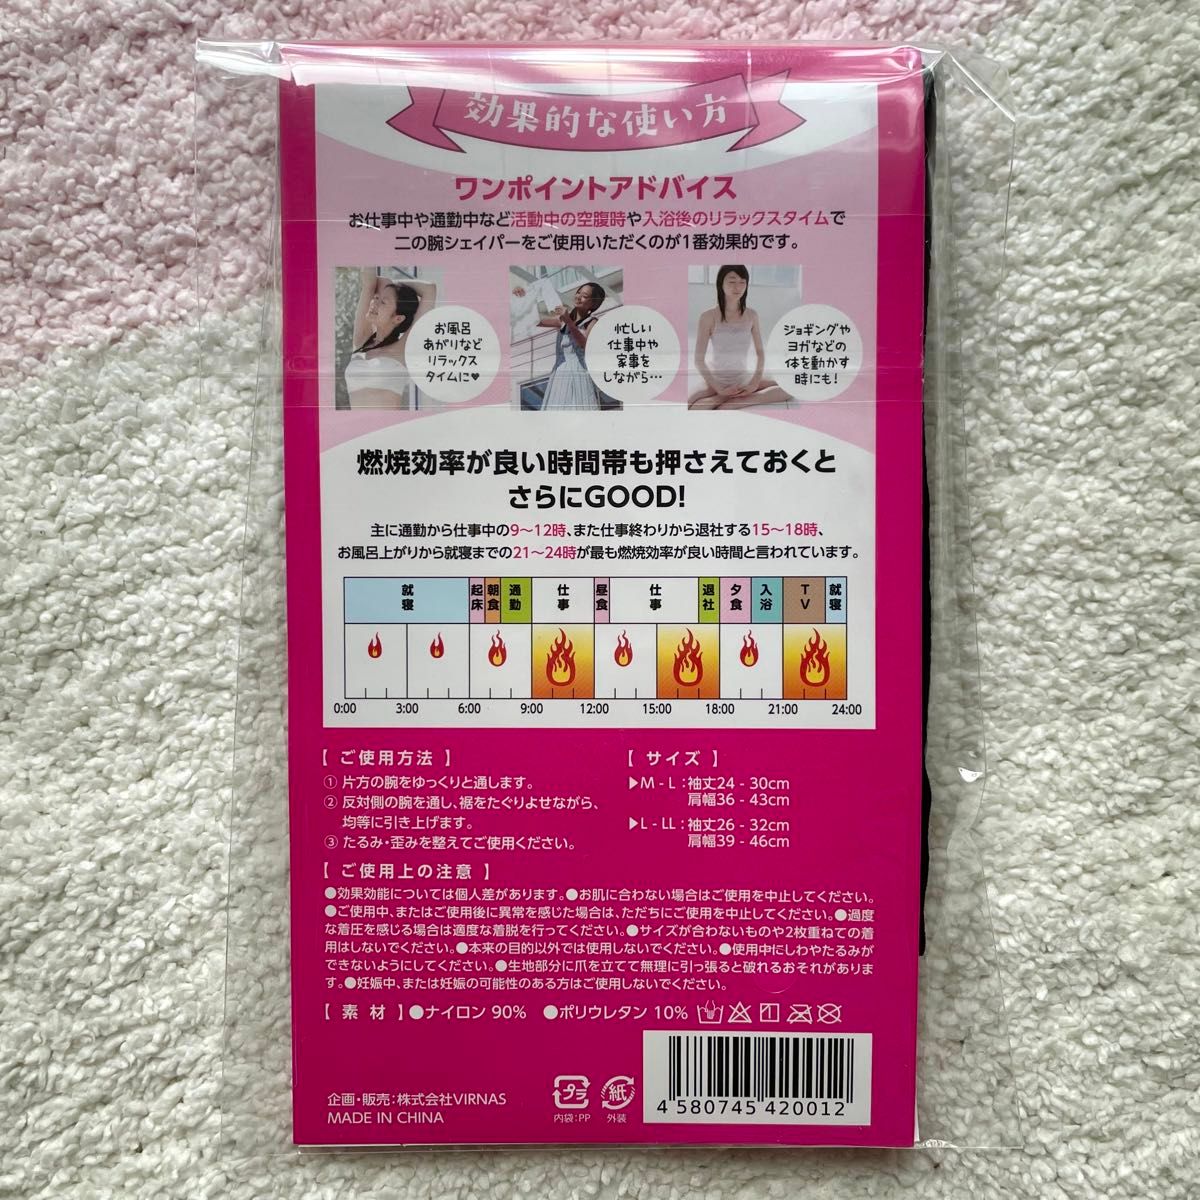 効果的な使い方
ワンポイントアドバイス
お仕事中や通勤中など活動中の空腹時や入浴後のリラックスタイムで
二の腕シェイパーをご使用いただくのが1番効果的です。
お風呂
あがりなど
リラックス
タイムに♥
忙しい
仕事中や
家事を
しながら…
ジョギングや
ヨガなどの
体を動かす
時にも!
燃焼効率が良い時間帯も押さえておくと
さらにGOOD!
主に通勤から仕事中の9〜12時、また仕事終わりから退社する15〜18時、
お風呂上がりから就寝までの21〜24時が最も燃焼効率が良い時間と言われています。
就寝 起床 朝食 通勤 仕事 昼食 仕事 退社 夕食 入浴 TV 就寝
0:00 3:00 6:00 9:00 12:00 15:00 18:00 21:00 24:00
【 ご使用方法 】
① 片方の腕をゆっくりと通します。
② 反対側の腕を通し、裾をたぐりよせながら、
均等に引き上げます。
③ たるみ・歪みを整えてご使用ください。
【 サイズ 】
▶M - L : 袖丈24 - 30cm
肩幅36 - 43cm
▶L - LL : 袖丈26 - 32cm
肩幅39 - 46cm
【 ご使用上の注意 】
●効果効能については個人差があります。●お肌に合わない場合はご使用を中止してください。
●ご使用中、またはご使用後に異常を感じた場合は、ただちにご使用を中止してください。●過度
な着圧を感じる場合は適度な着脱を行ってください。●サイズが合わないものや2枚重ねての着
用はしないでください。●本来の目的以外では使用しないでください。●使用中にしわやたるみが
できないようにしてください。●生地部分に爪を立てて無理に引っ張ると破れるおそれがありま
す。●妊娠中、または妊娠の可能性のある方はご使用しないでください。
【 素 材 】●ナイロン 90% ●ポリウレタン 10%
企画・販売:株式会社VIRNAS
MADE IN CHINA
プラ
内袋:PP
紙
外装
4 580745 420012